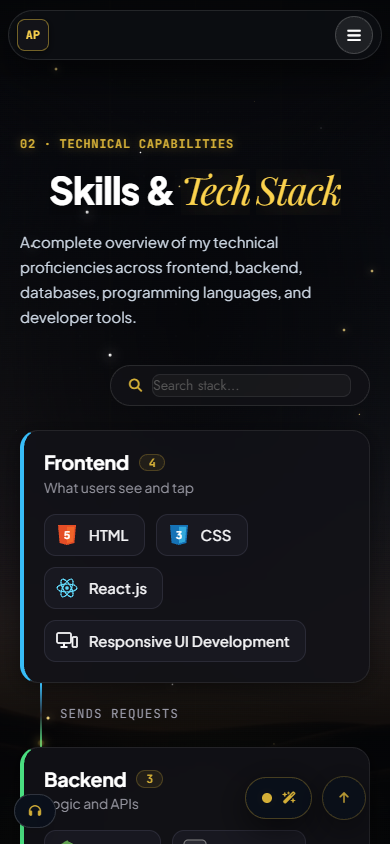 AP
02 · TECHNICAL CAPABILITIES
Skills & Tech Stack
A complete overview of my technical
proficiencies across frontend, backend,
databases, programming languages, and
developer tools.
Search stack...
Frontend 4
What users see and tap
5 HTML
3 CSS
React.js
Responsive UI Development
SENDS REQUESTS
Backend 3
and APIs